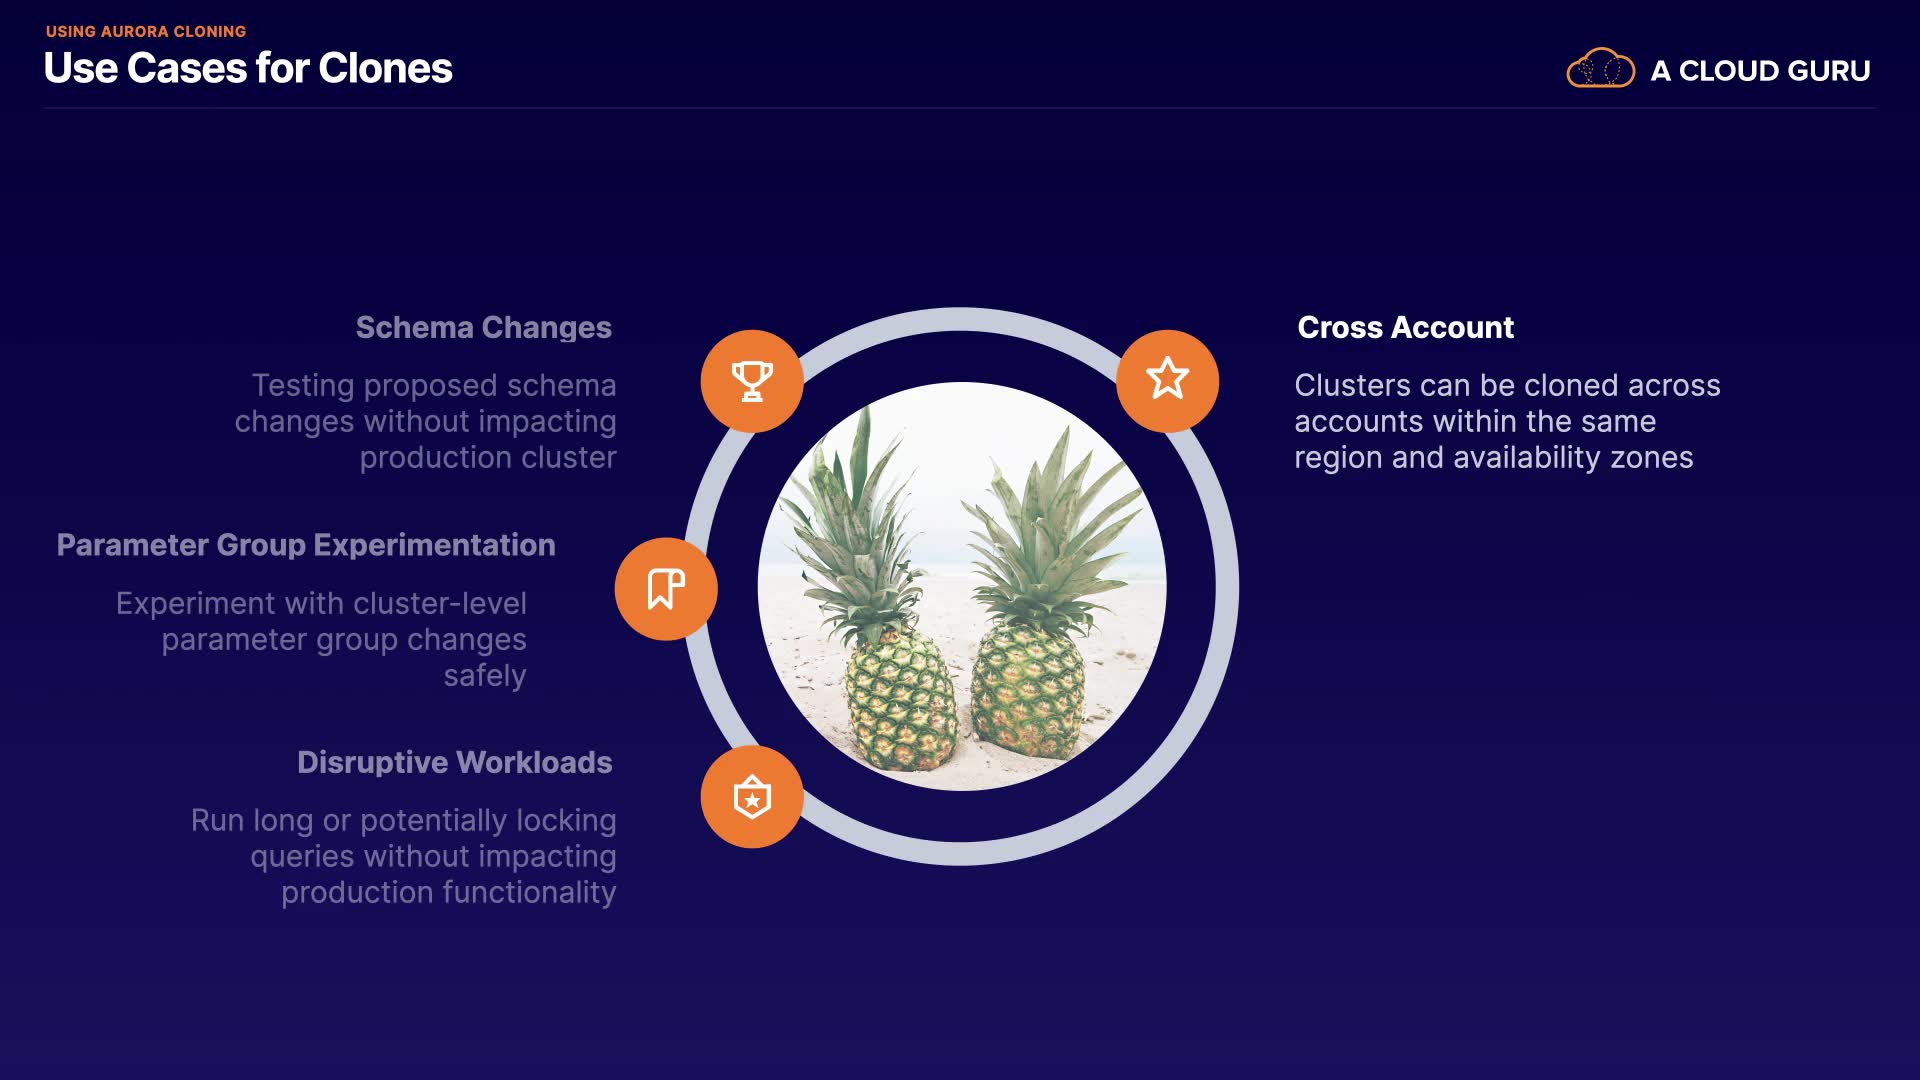 USING AURORA CLONING
Use Cases for Clones
A CLOUD GURU
Schema Changes
Testing proposed schema
changes without impacting
production cluster
Parameter Group Experimentation
Experiment with cluster-level
parameter group changes
safely
Disruptive Workloads
Run long or potentially locking
queries without impacting
production functionality
Cross Account
Clusters can be cloned across
accounts within the same
region and availability zones